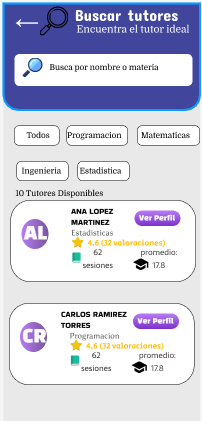 Buscar tutores
Encuentra el tutor ideal
Busca por nombre o materia
Todos Programacion Matematicas
Ingenieria Estadistica
10 Tutores Disponibles
AL
ANA LOPEZ
MARTINEZ
Ver Perfil
Estadisticas
4.6 (32 valoraciones)
62 promedio:
sesiones 17.8
CR
CARLOS RAMIREZ
TORRES
Ver Perfil
Programacion
4.6 (32 valoraciones)
62 promedio:
sesiones 17.8